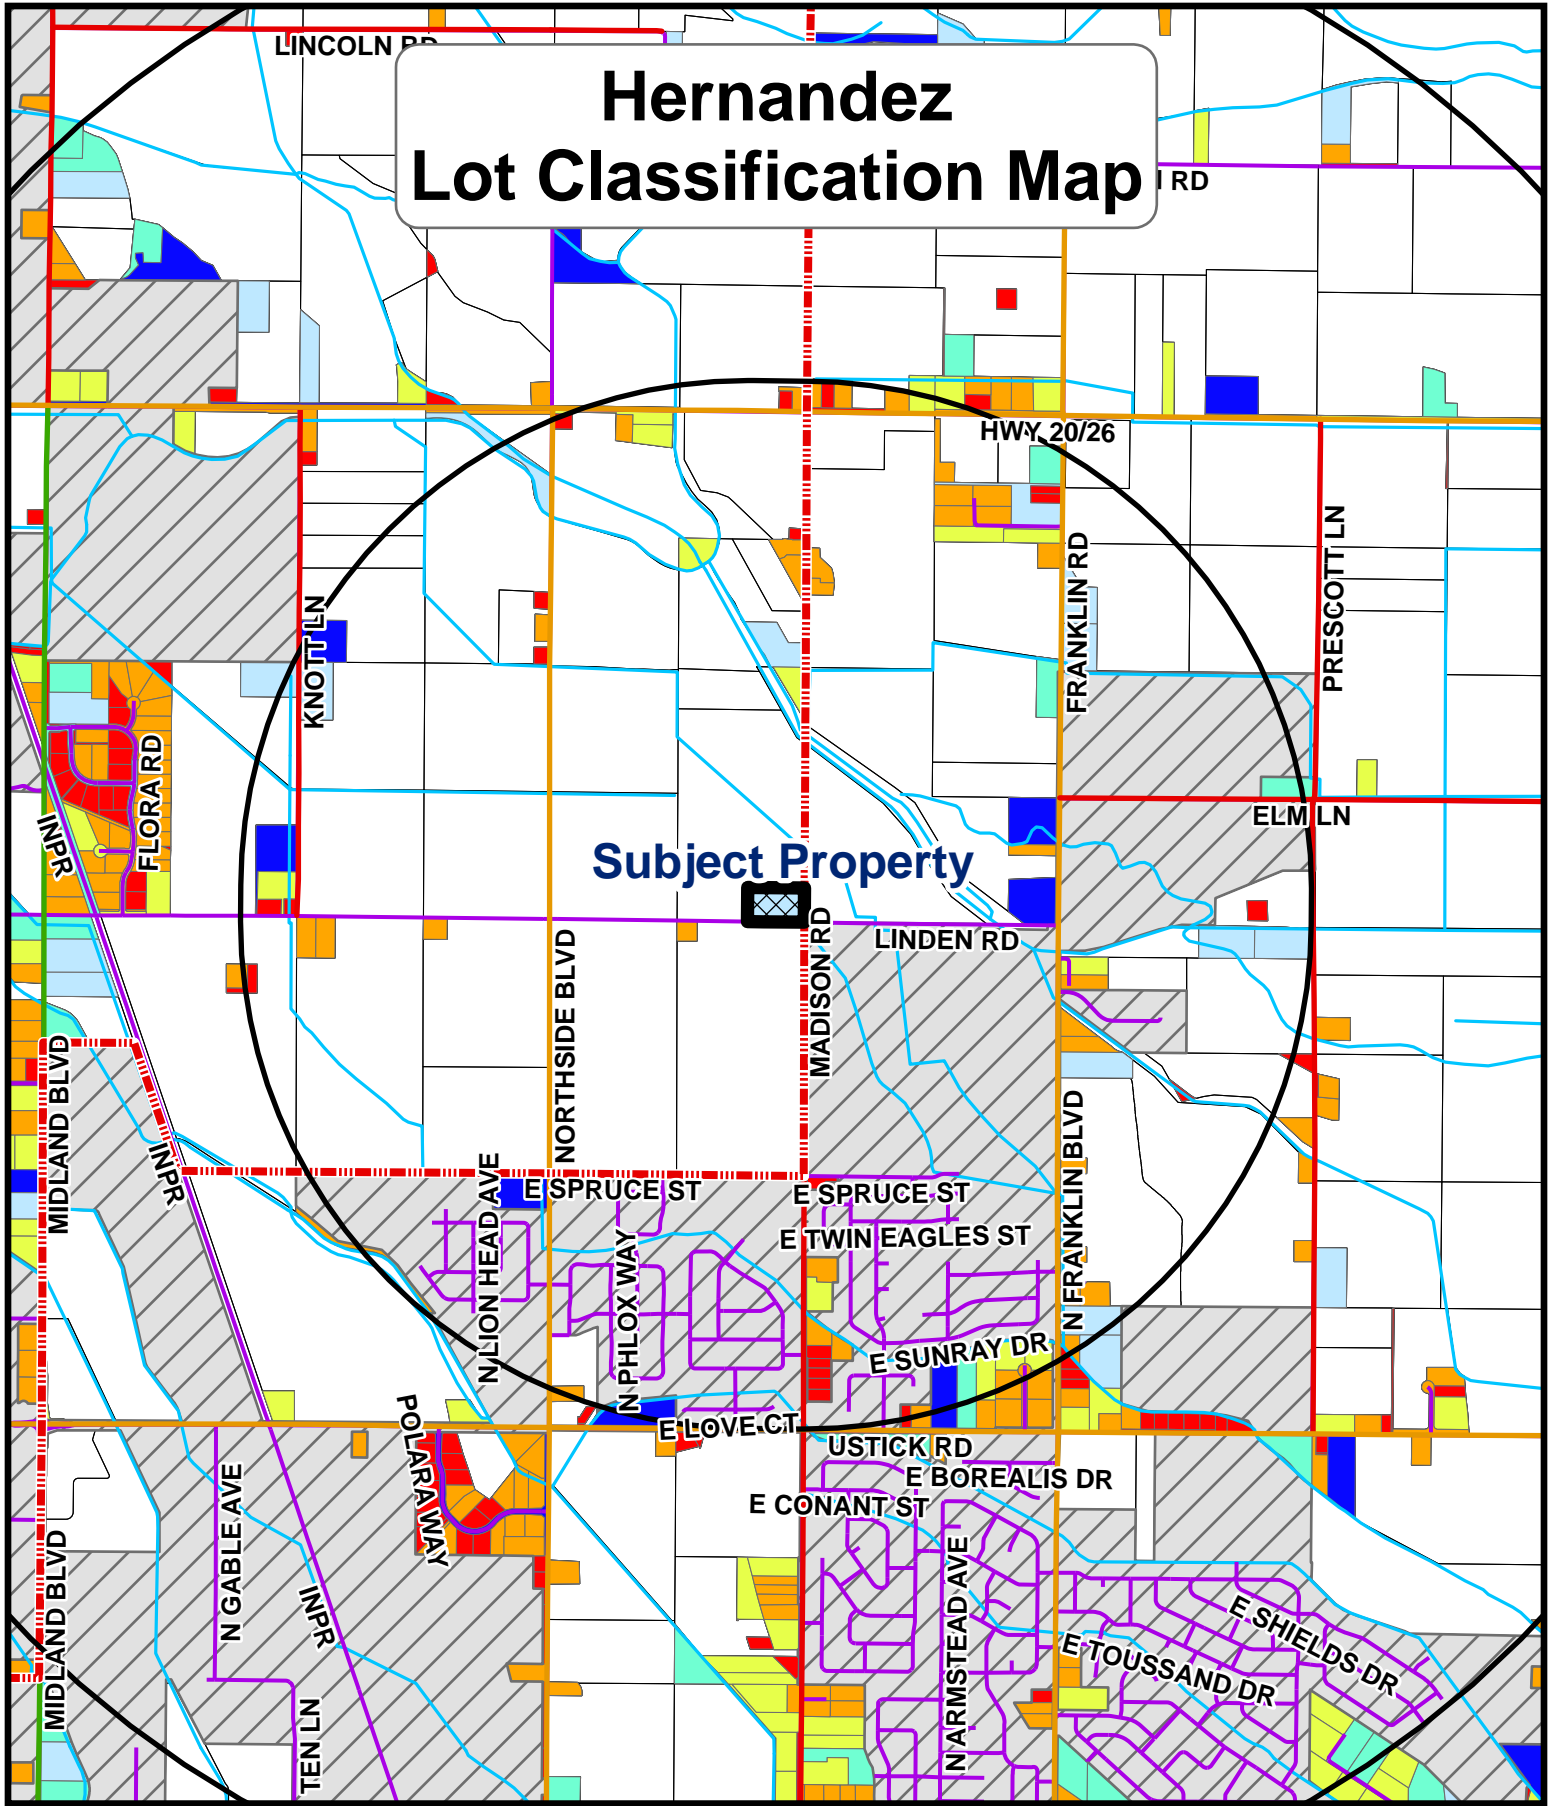 LINCOLN RD
Hernandez
Lot Classification Map
RD
HWY 20/26
FRANKLIN RD
PRESCOTT LN
KNOTT LN
FLORA RD
INPR
ELM LN
Subject Property
LINDEN RD
MADISON RD
NORTHSIDE BLVD
MIDLAND BLVD
INPR
N LION HEAD AVE
E SPRUCE ST
E SPRUCE ST
E TWIN EAGLES ST
N FRANKLIN BLVD
N PHLOX WAY
E SUNRAY DR
E LOVE CT
USTICK RD
E BOREALIS DR
E CONANT ST
POLARA WAY
N GABLE AVE
INPR
MIDLAND BLVD
MIDLAND BLVD
N ARMSTEAD AVE
E SHIELDS DR
E TOUSSAND DR
TEN LN